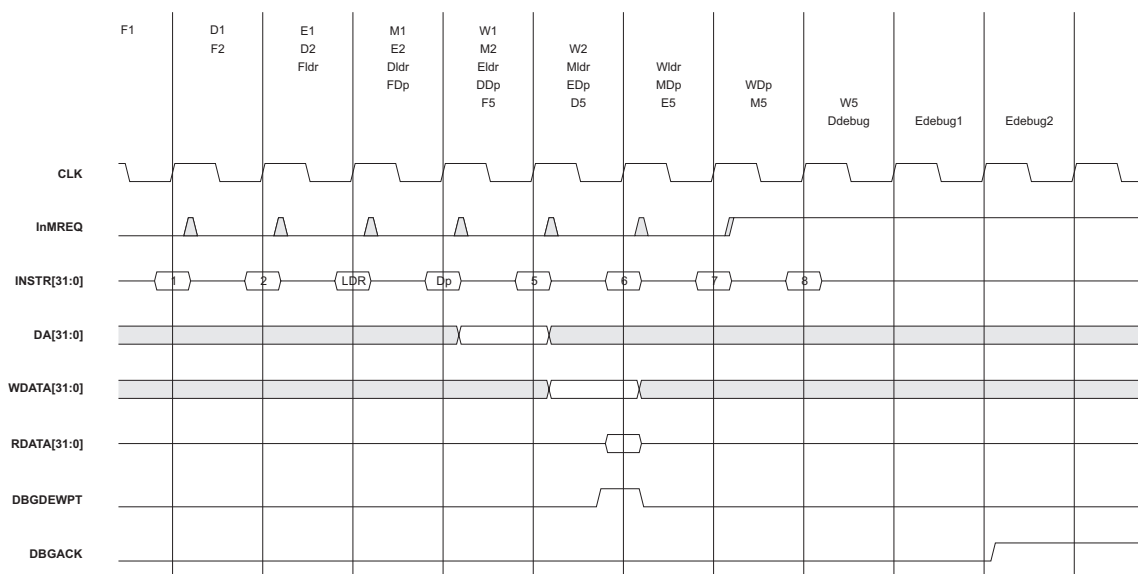 F1 D1 E1 M1 W1
F2 D2 E2 M2 W2
Fldr Dldr Eldr Mldr Wldr
FDp DDp EDp MDp WDp
F5 D5 E5 M5 W5
Ddebug Edebug1 Edebug2
CLK
InMREQ
INSTR[31:0] 1 2 LDR Dp 5 6 7 8
DA[31:0]
WDATA[31:0]
RDATA[31:0]
DBGDEWPT
DBGACK